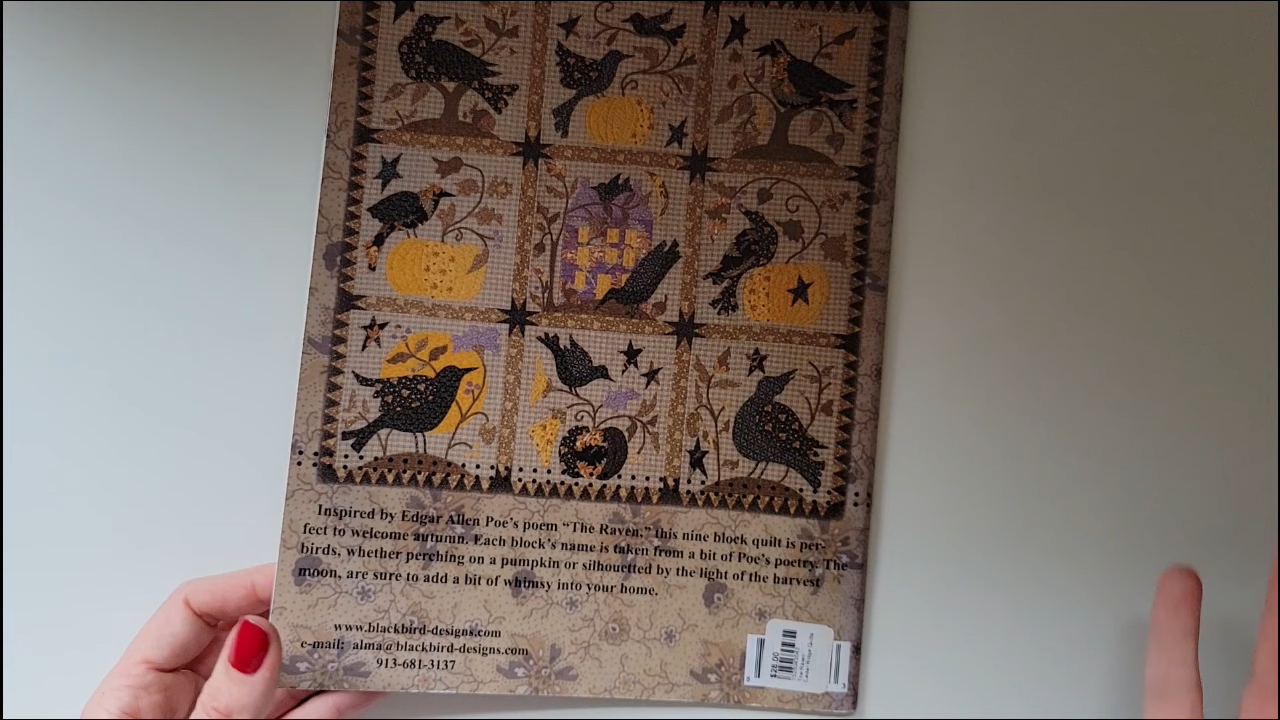 Inspired by Edgar Allen Poe's poem “The Raven,” this nine block quilt is per-
fect to welcome autumn. Each block's name is taken from a bit of Poe's poetry. The
birds, whether perching on a pumpkin or silhouetted by the light of the harvest
moon, are sure to add a bit of whimsy into your home.
www.blackbird-designs.com
e-mail: alma@blackbird-designs.com
913-681-3137
$28.00